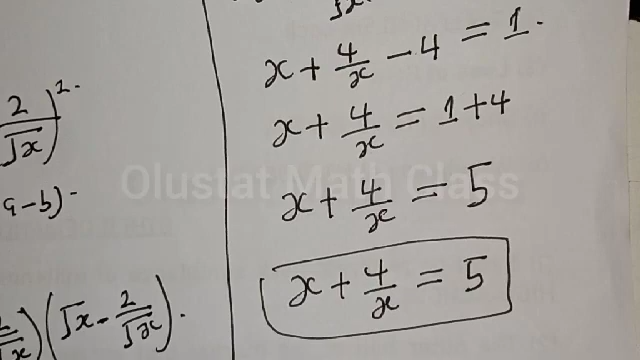 x + 4/x - 4 = 1.
x + 4/x = 1 + 4
x + 4/x = 5
x + 4/x = 5
2/√x)².
a-b)-
/√x)(√x - 2/√x).
Olustat Math Class